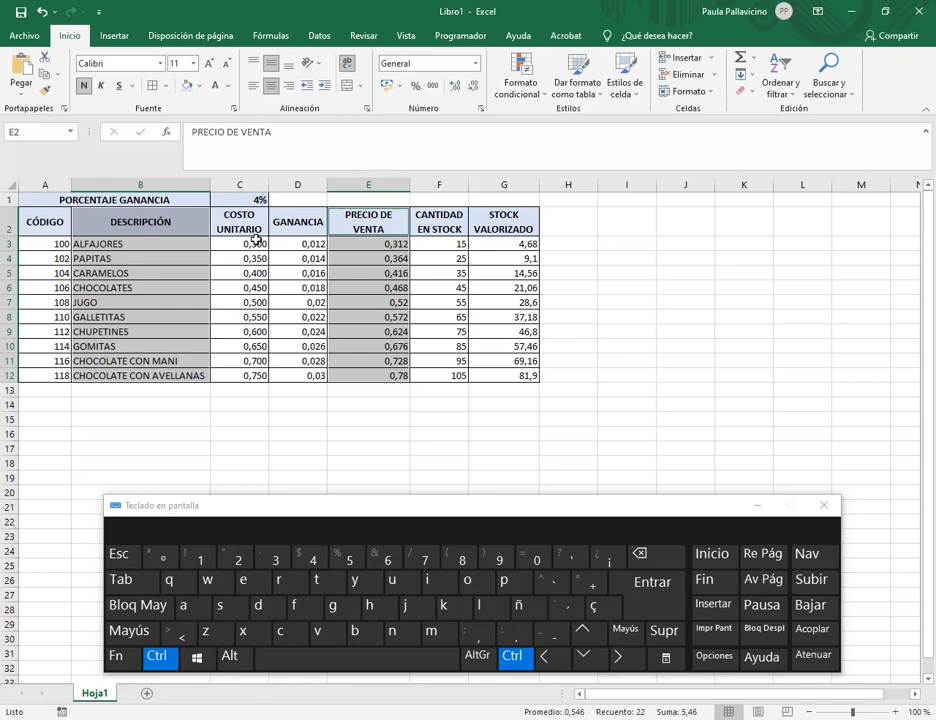 Libro1 - Excel
Paula Pallavicino PP
Archivo Inicio Insertar Disposición de página Fórmulas Datos Revisar Vista Programador Ayuda Acrobat ¿Qué desea hacer? Compartir
Pegar
Calibri 11
N K S
ab
General
% 000
Formato condicional
Dar formato como tabla
Estilos de celda
Insertar
Eliminar
Formato
Ordenar y filtrar
Buscar y seleccionar
Portapapeles Fuente Alineación Número Estilos Celdas Edición
E2 fx PRECIO DE VENTA
A B C D E F G H I J K L M N
1 PORCENTAJE GANANCIA 4%
2 CÓDIGO DESCRIPCIÓN COSTO UNITARIO GANANCIA PRECIO DE VENTA CANTIDAD EN STOCK STOCK VALORIZADO
3 100 ALFAJORES 0,300 0,012 0,312 15 4,68
4 102 PAPITAS 0,350 0,014 0,364 25 9,1
5 104 CARAMELOS 0,400 0,016 0,416 35 14,56
6 106 CHOCOLATES 0,450 0,018 0,468 45 21,06
7 108 JUGO 0,500 0,02 0,52 55 28,6
8 110 GALLETITAS 0,550 0,022 0,572 65 37,18
9 112 CHUPETINES 0,600 0,024 0,624 75 46,8
10 114 GOMITAS 0,650 0,026 0,676 85 57,46
11 116 CHOCOLATE CON MANI 0,700 0,028 0,728 95 69,16
12 118 CHOCOLATE CON AVELLANAS 0,750 0,03 0,78 105 81,9
13
14
15
16
17
18
19
20
21
22
23
24
25
26
27
28
29
30
31
32
Teclado en pantalla
Esc ª º ! 1 " 2 · 3 $ 4 % 5 & 6 / 7 ( 8 ) 9 = 0 ? ' ¿ ¡ Inicio Re Pág Nav
Tab q w e r t y u i o p ^ ` * + Entrar Fin Av Pág Subir
Bloq May a s d f g h j k l ñ ¨ ´ ç Insertar Pausa Bajar
Mayús > < z x c v b n m ; , : . _ - Mayús Supr Impr Pant Bloq Despl Acoplar
Fn Ctrl Alt AltGr Ctrl Opciones Ayuda Atenuar
Hoja1
Listo Promedio: 0,546 Recuento: 22 Suma: 5,46 100 %